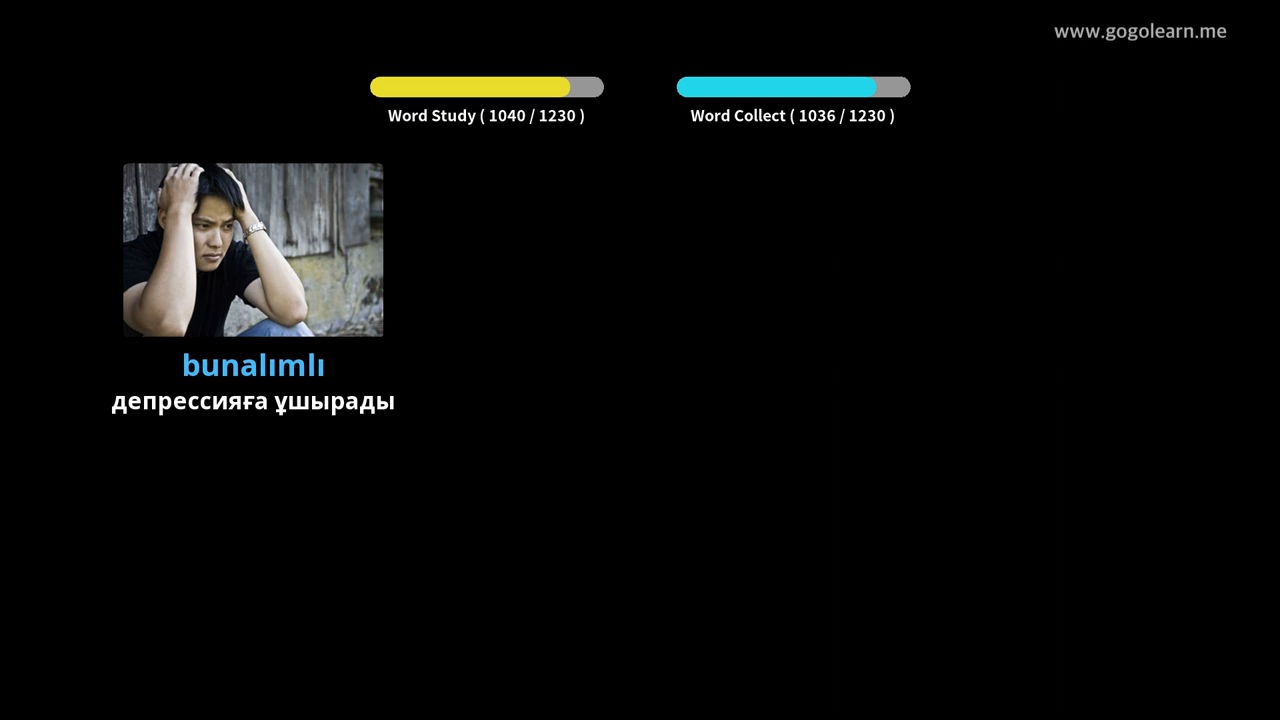 www.gogolearn.me
Word Study ( 1040 / 1230 )
Word Collect ( 1036 / 1230 )
bunalımlı
депрессияға ұшырады